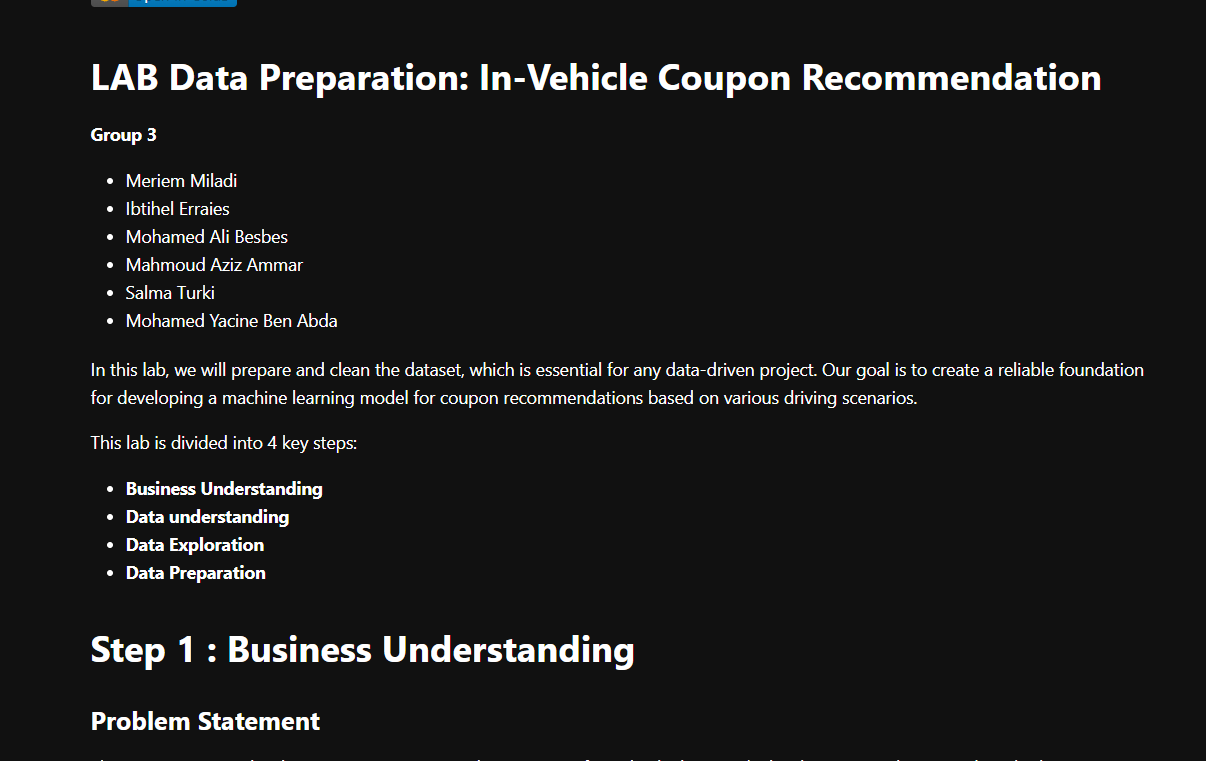 LAB Data Preparation: In-Vehicle Coupon Recommendation
Group 3
Meriem Miladi
Ibtihel Erraies
Mohamed Ali Besbes
Mahmoud Aziz Ammar
Salma Turki
Mohamed Yacine Ben Abda
In this lab, we will prepare and clean the dataset, which is essential for any data-driven project. Our goal is to create a reliable foundation
for developing a machine learning model for coupon recommendations based on various driving scenarios.
This lab is divided into 4 key steps:
Business Understanding
Data understanding
Data Exploration
Data Preparation
Step 1 : Business Understanding
Problem Statement